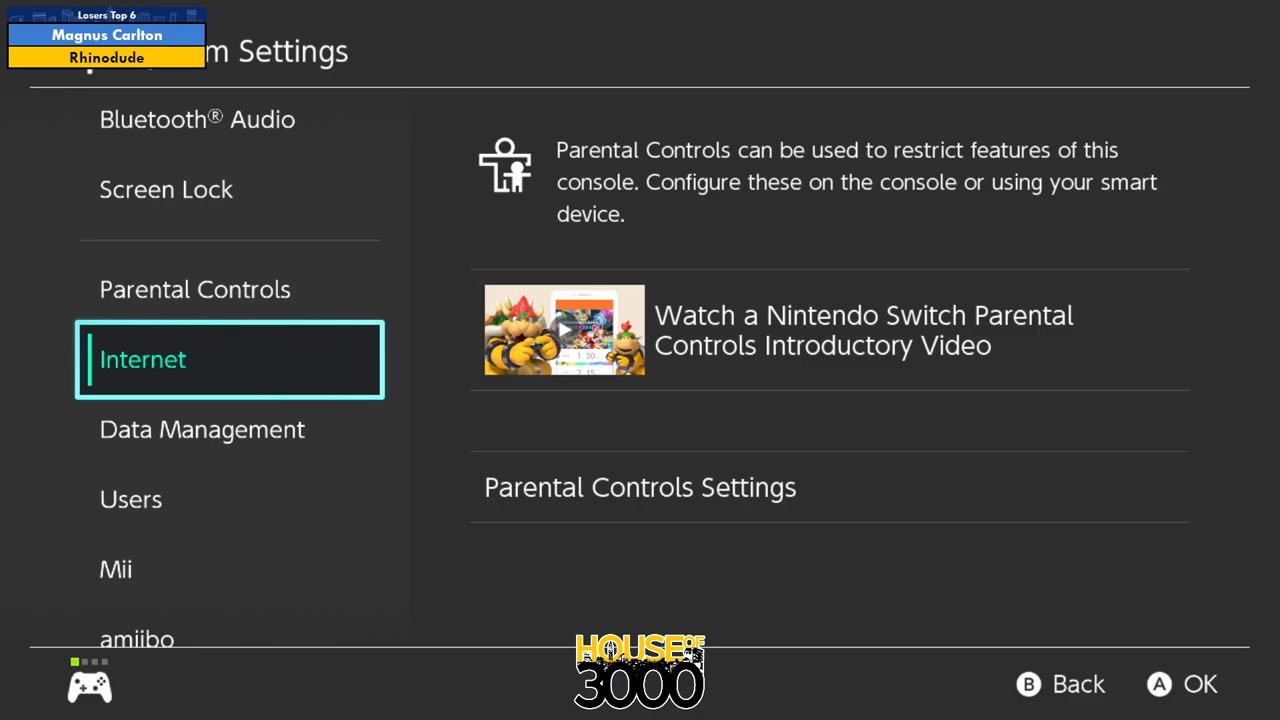 Losers Top 6
Magnus Carlton
Rhinodude
m Settings
Bluetooth® Audio
Screen Lock
Parental Controls
Internet
Data Management
Users
Mii
amiibo
Parental Controls can be used to restrict features of this
console. Configure these on the console or using your smart
device.
Watch a Nintendo Switch Parental
Controls Introductory Video
Parental Controls Settings
HOUSE OF
3000
B Back
A OK